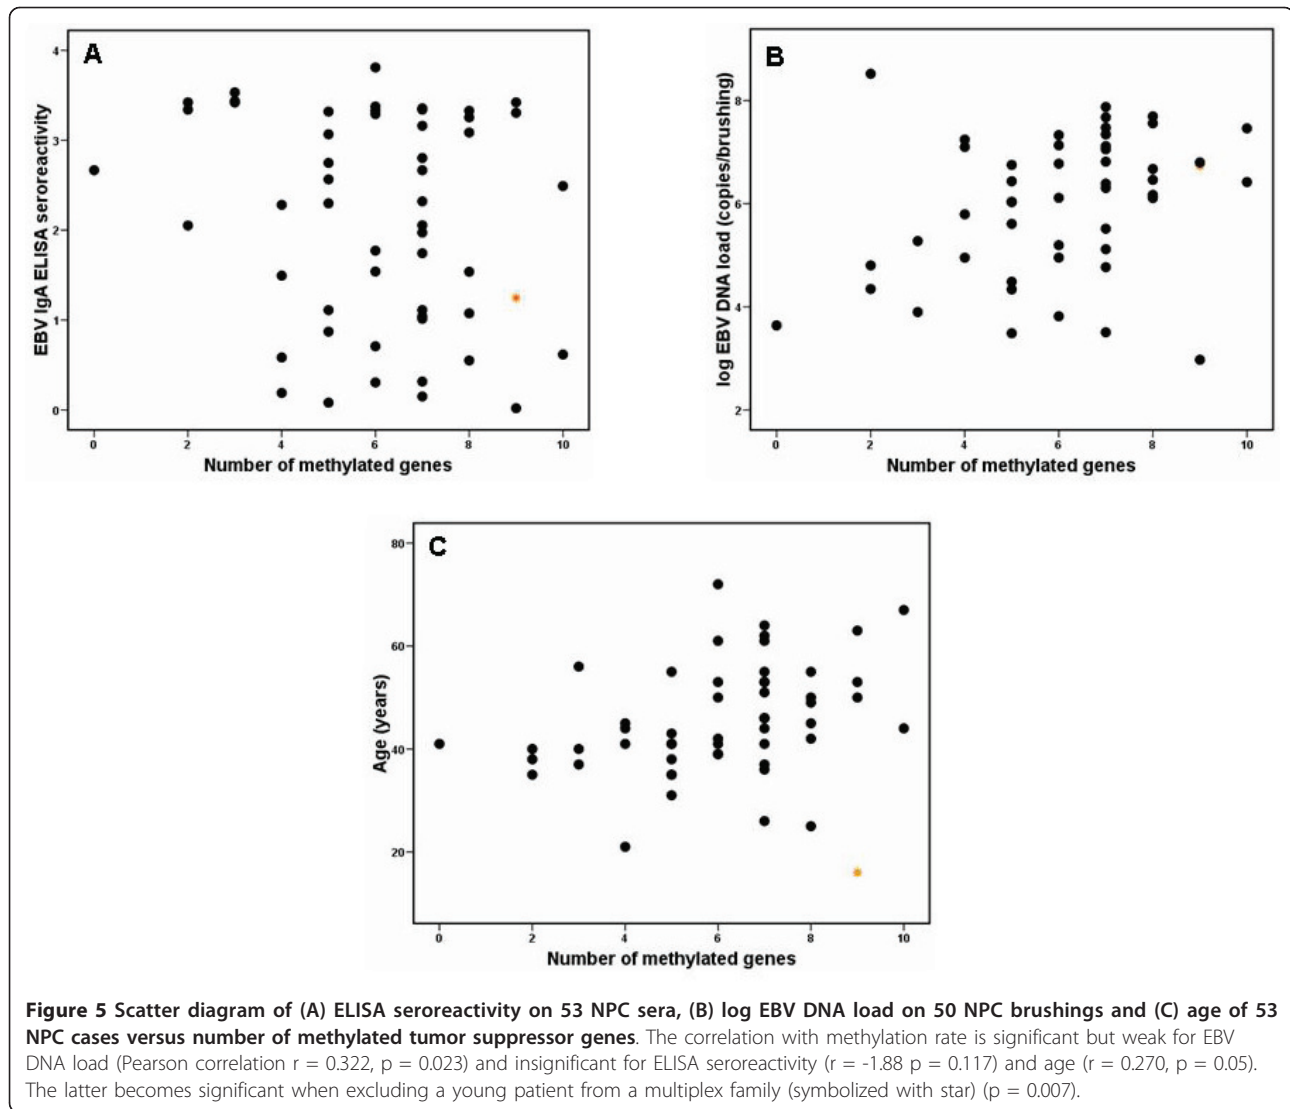 A
EBV IgA ELISA seroreactivity
4
3
2
1
0
0 2 4 6 8 10
Number of methylated genes
B
log EBV DNA load (copies/brushing)
8
6
4
2
0 2 4 6 8 10
Number of methylated genes
C
Age (years)
80
60
40
20
0 2 4 6 8 10
Number of methylated genes
Figure 5 Scatter diagram of (A) ELISA seroreactivity on 53 NPC sera, (B) log EBV DNA load on 50 NPC brushings and (C) age of 53
NPC cases versus number of methylated tumor suppressor genes. The correlation with methylation rate is significant but weak for EBV
DNA load (Pearson correlation r = 0.322, p = 0.023) and insignificant for ELISA seroreactivity (r = -1.88 p = 0.117) and age (r = 0.270, p = 0.05).
The latter becomes significant when excluding a young patient from a multiplex family (symbolized with star) (p = 0.007).